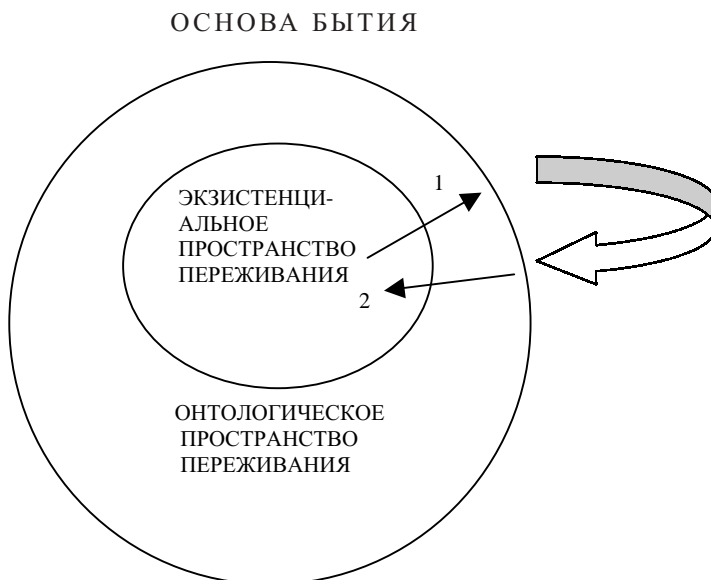 ОСНОВА БЫТИЯ
1
ЭКЗИСТЕНЦИ-
АЛЬНОЕ
ПРОСТРАНСТВО
ПЕРЕЖИВАНИЯ
2
ОНТОЛОГИЧЕСКОЕ
ПРОСТРАНСТВО
ПЕРЕЖИВАНИЯ